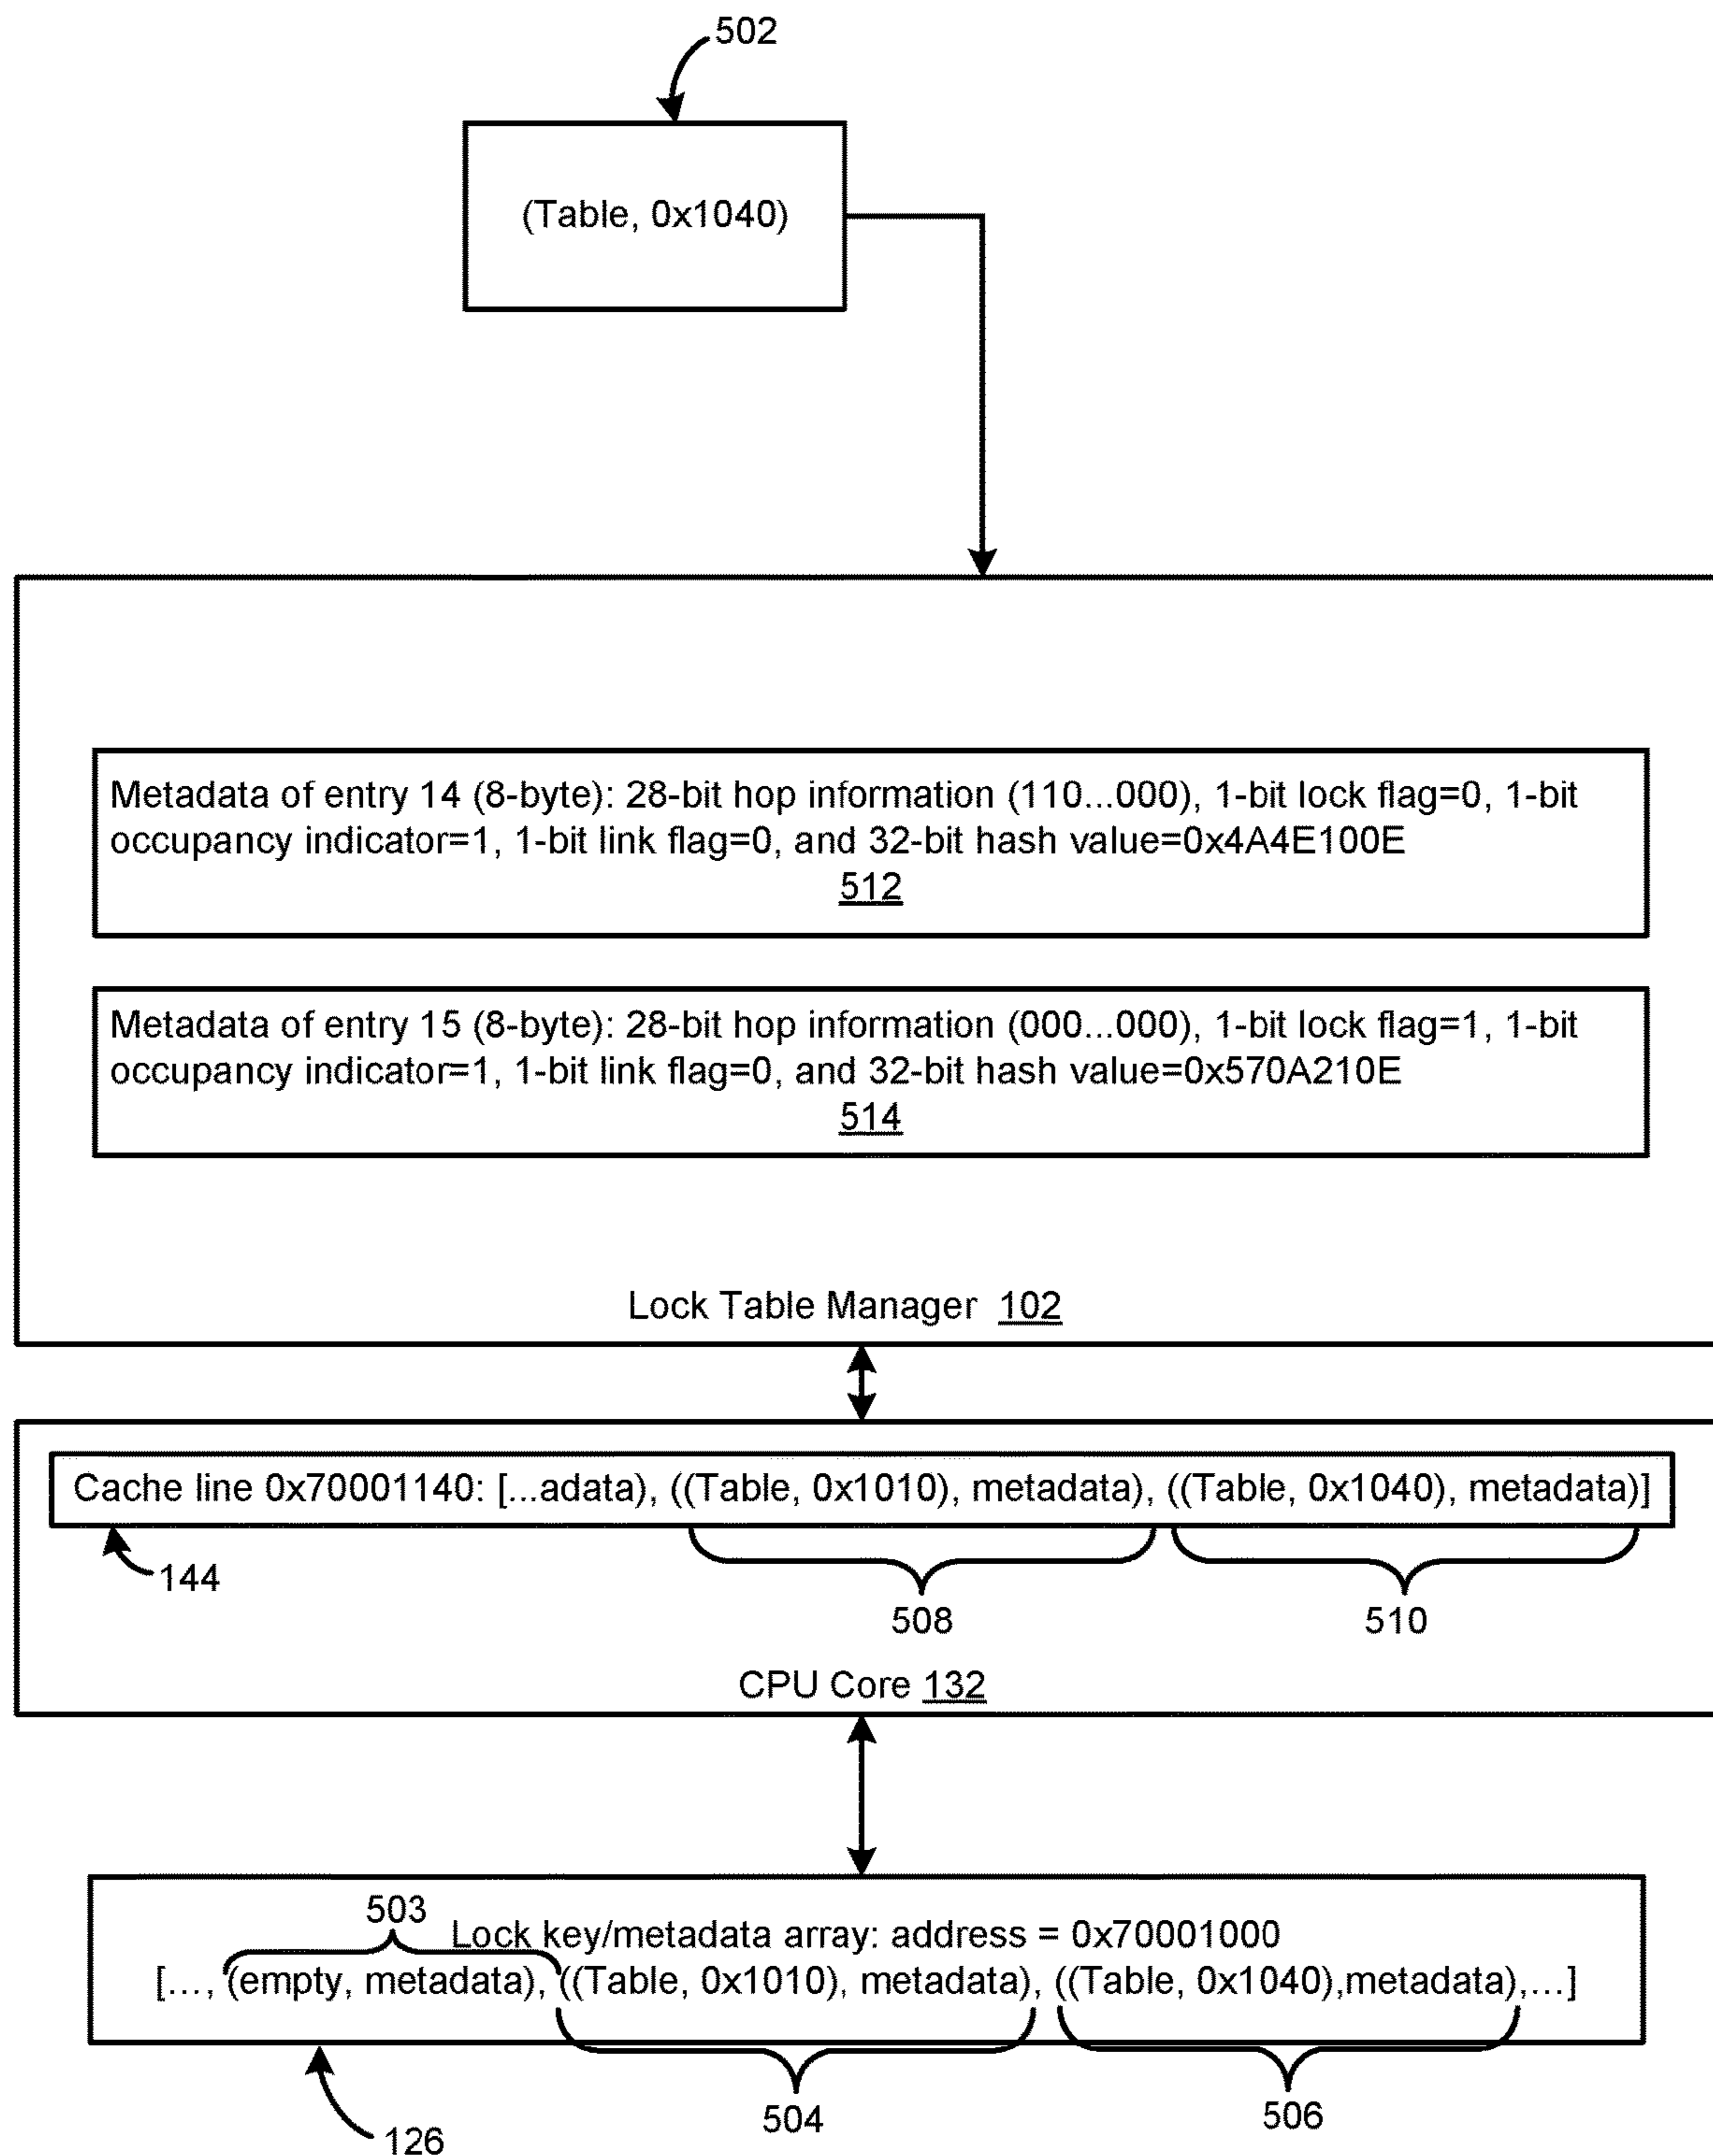 502
(Table, 0x1040)
Metadata of entry 14 (8-byte): 28-bit hop information (110...000), 1-bit lock flag=0, 1-bit
occupancy indicator=1, 1-bit link flag=0, and 32-bit hash value=0x4A4E100E
512
Metadata of entry 15 (8-byte): 28-bit hop information (000...000), 1-bit lock flag=1, 1-bit
occupancy indicator=1, 1-bit link flag=0, and 32-bit hash value=0x570A210E
514
Lock Table Manager 102
Cache line 0x70001140: [...adata), ((Table, 0x1010), metadata), ((Table, 0x1040), metadata)]
144
508
510
CPU Core 132
503
Lock key/metadata array: address = 0x70001000
[..., (empty, metadata), ((Table, 0x1010), metadata), ((Table, 0x1040),metadata),...]
504
506
126